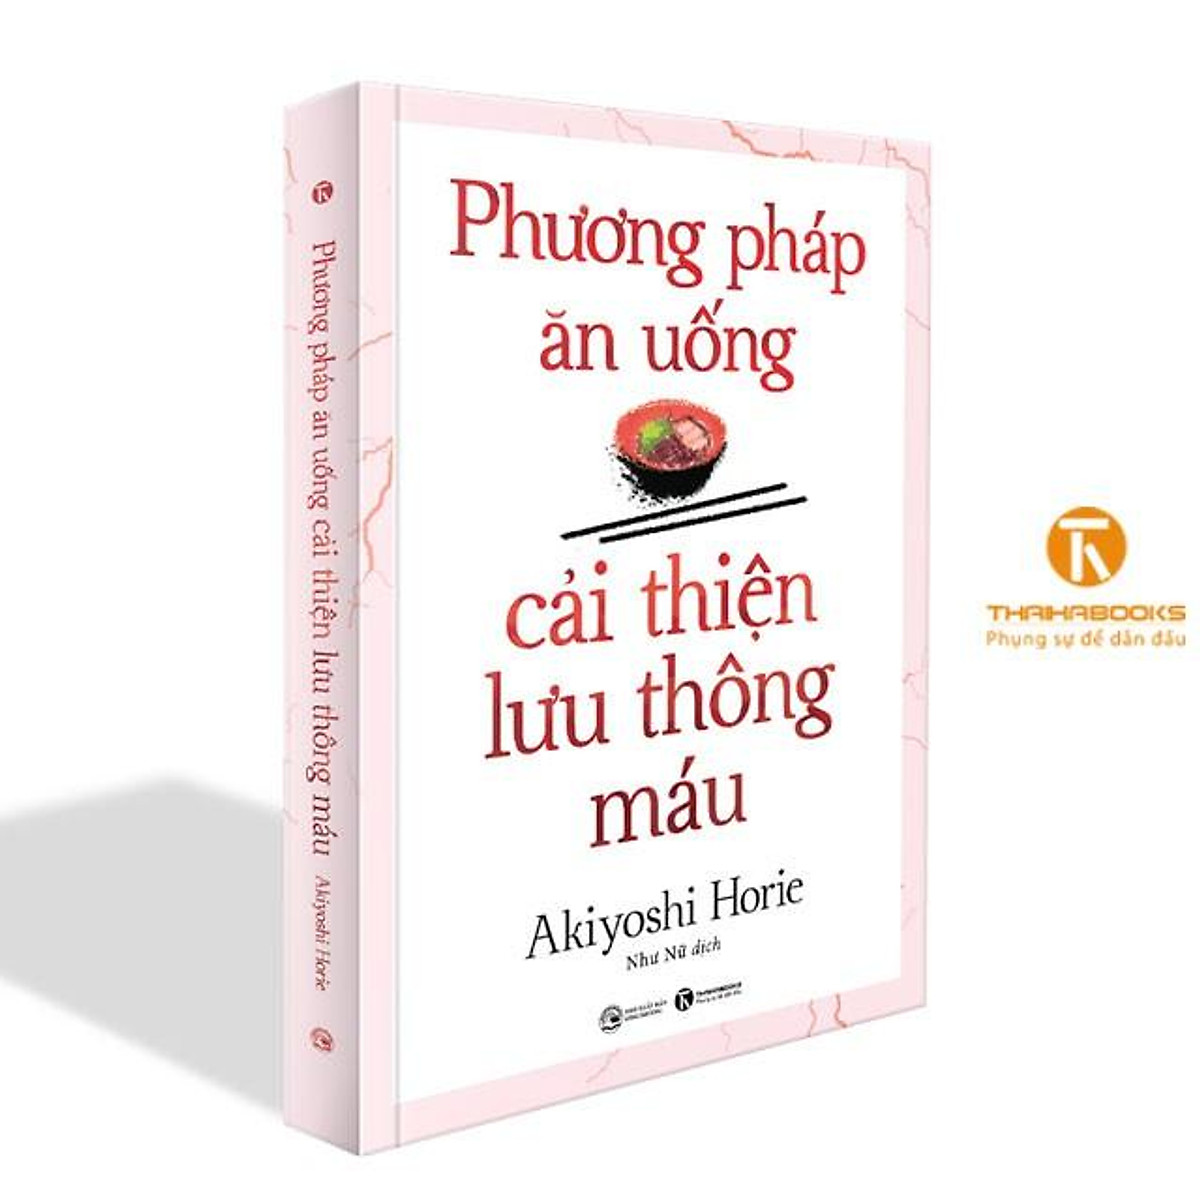 Phương pháp
ăn uống
cải thiện
lưu thông
máu
Akiyoshi Horie
Như Nữ dịch
THAIHABOOKS
Phương pháp ăn uống cải thiện lưu thông máu Akiyoshi Horie
THAIHABOOKS
Phụng sự để dẫn đầu